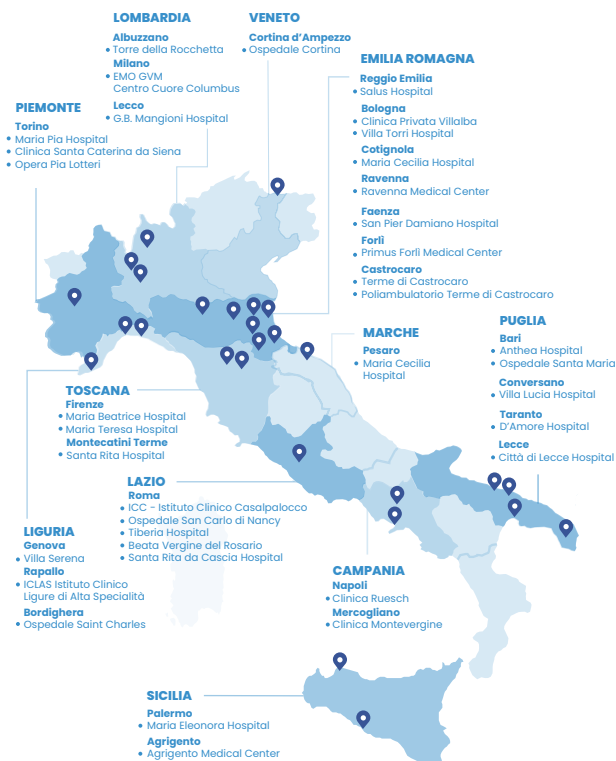 LOMBARDIA
Albuzzano
Torre della Rocchetta
Milano
EMO GVM
Centro Cuore Columbus
Lecco
G.B. Mangioni Hospital
VENETO
Cortina d’Ampezzo
Ospedale Cortina
EMILIA ROMAGNA
Reggio Emilia
Salus Hospital
Bologna
Clinica Privata Villalba
Villa Torri Hospital
Cotignola
Maria Cecilia Hospital
Ravenna
Ravenna Medical Center
Faenza
San Pier Damiano Hospital
Forlì
Primus Forlì Medical Center
Castrocaro
Terme di Castrocaro
Poliambulatorio Terme di Castrocaro
PIEMONTE
Torino
Maria Pia Hospital
Clinica Santa Caterina da Siena
Opera Pia Lotteri
MARCHE
Pesaro
Maria Cecilia
Hospital
PUGLIA
Bari
Anthea Hospital
Ospedale Santa Maria
Conversano
Villa Lucia Hospital
Taranto
D’Amore Hospital
Lecce
Città di Lecce Hospital
TOSCANA
Firenze
Maria Beatrice Hospital
Maria Teresa Hospital
Montecatini Terme
Santa Rita Hospital
LAZIO
Roma
ICC - Istituto Clinico Casalpalocco
Ospedale San Carlo di Nancy
Tiberia Hospital
Beata Vergine del Rosario
Santa Rita da Cascia Hospital
LIGURIA
Genova
Villa Serena
Rapallo
ICLAS Istituto Clinico
Ligure di Alta Specialità
Bordighera
Ospedale Saint Charles
CAMPANIA
Napoli
Clinica Ruesch
Mercogliano
Clinica Montevergine
SICILIA
Palermo
Maria Eleonora Hospital
Agrigento
Agrigento Medical Center